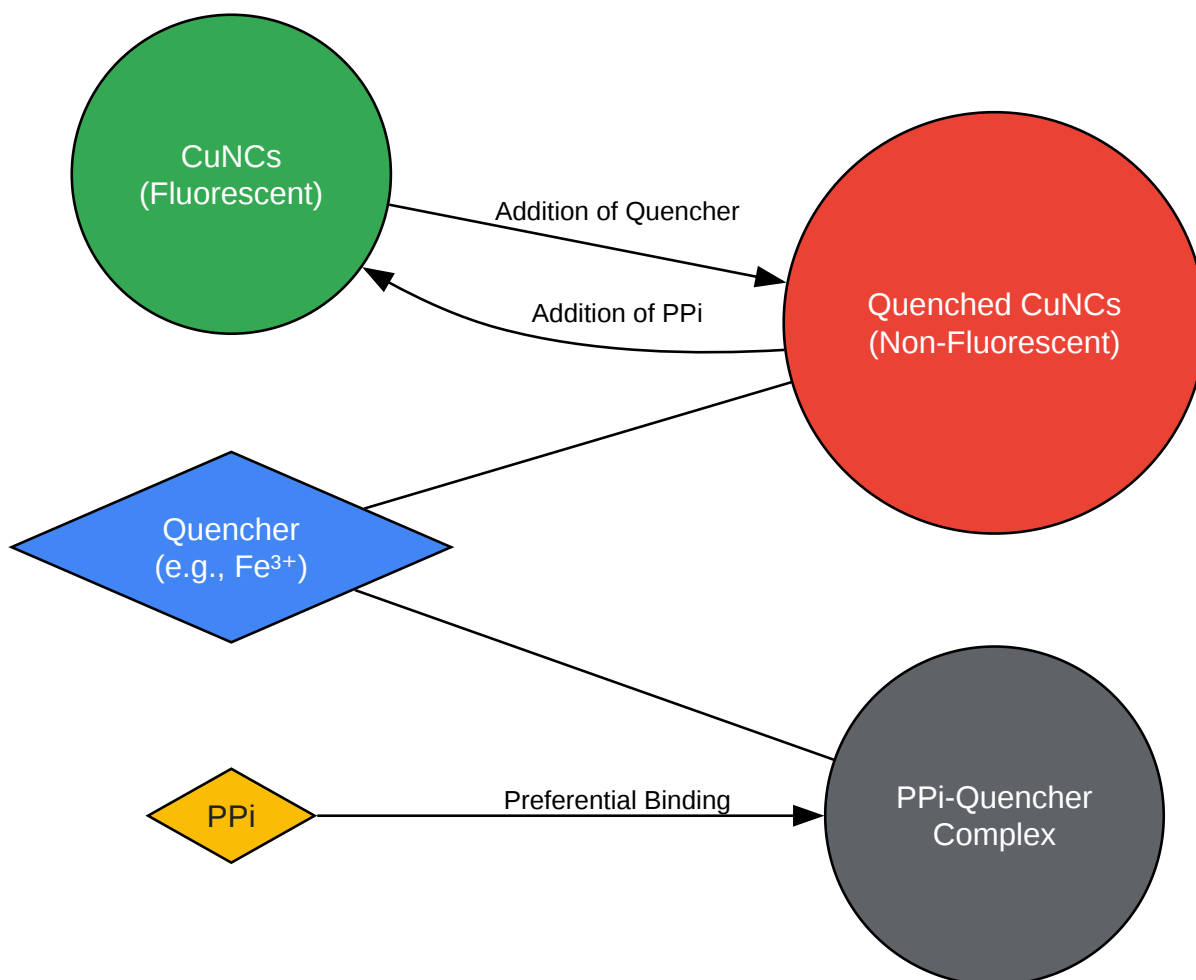 CuNCs
(Fluorescent)
Addition of Quencher
Quenched CuNCs
(Non-Fluorescent)
Addition of PPi
Quencher
(e.g., Fe³⁺)
PPi
Preferential Binding
PPi-Quencher
Complex